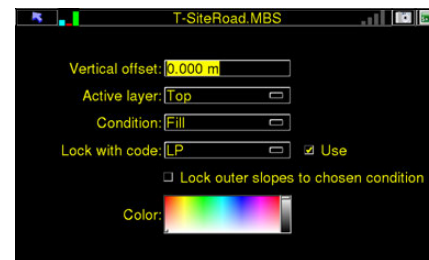 T-SiteRoad.MBS
Vertical offset: 0.000 m
Active layer: Top
Condition: Fill
Lock with code: LP Use
Lock outer slopes to chosen condition
Color: